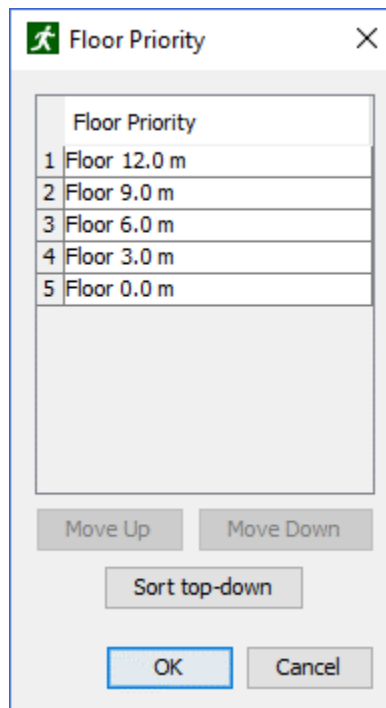 Floor Priority
Floor Priority
1 Floor 12.0 m
2 Floor 9.0 m
3 Floor 6.0 m
4 Floor 3.0 m
5 Floor 0.0 m
Move Up Move Down
Sort top-down
OK Cancel